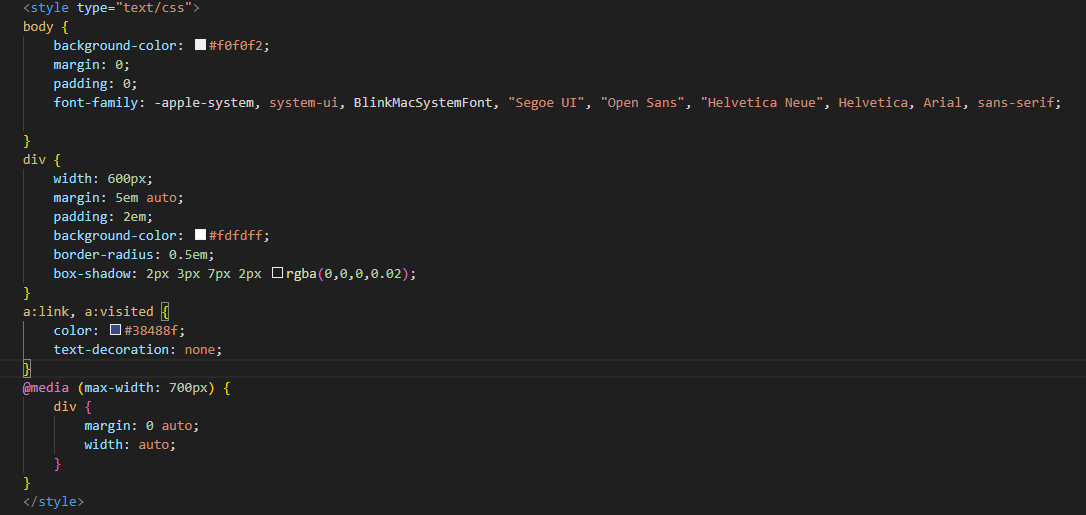 <style type="text/css">
body {
    background-color: #f0f0f2;
    margin: 0;
    padding: 0;
    font-family: -apple-system, system-ui, BlinkMacSystemFont, "Segoe UI", "Open Sans", "Helvetica Neue", Helvetica, Arial, sans-serif;

}
div {
    width: 600px;
    margin: 5em auto;
    padding: 2em;
    background-color: #fdfdff;
    border-radius: 0.5em;
    box-shadow: 2px 3px 7px 2px rgba(0,0,0,0.02);
}
a:link, a:visited {
    color: #38488f;
    text-decoration: none;
}
@media (max-width: 700px) {
    div {
        margin: 0 auto;
        width: auto;
    }
}
</style>